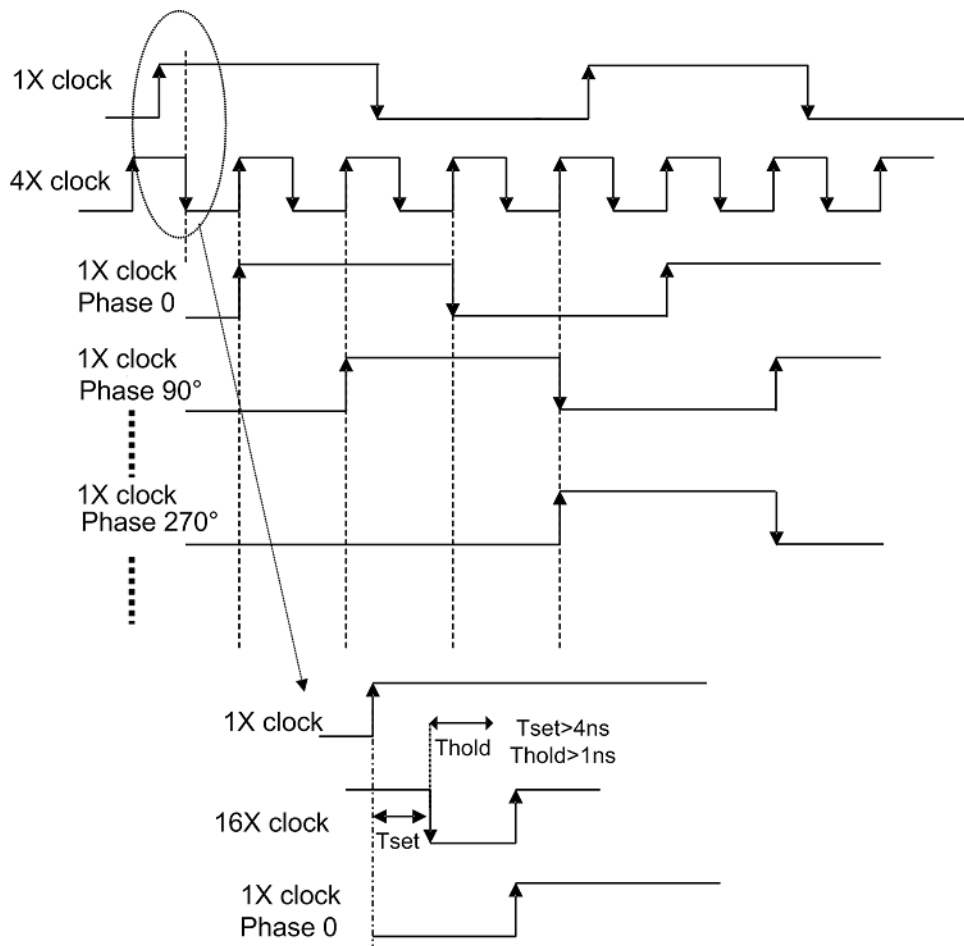 1X clock
4X clock
1X clock
Phase 0
1X clock
Phase 90°
1X clock
Phase 270°
1X clock
Thold
Tset>4ns
Thold>1ns
16X clock
Tset
1X clock
Phase 0